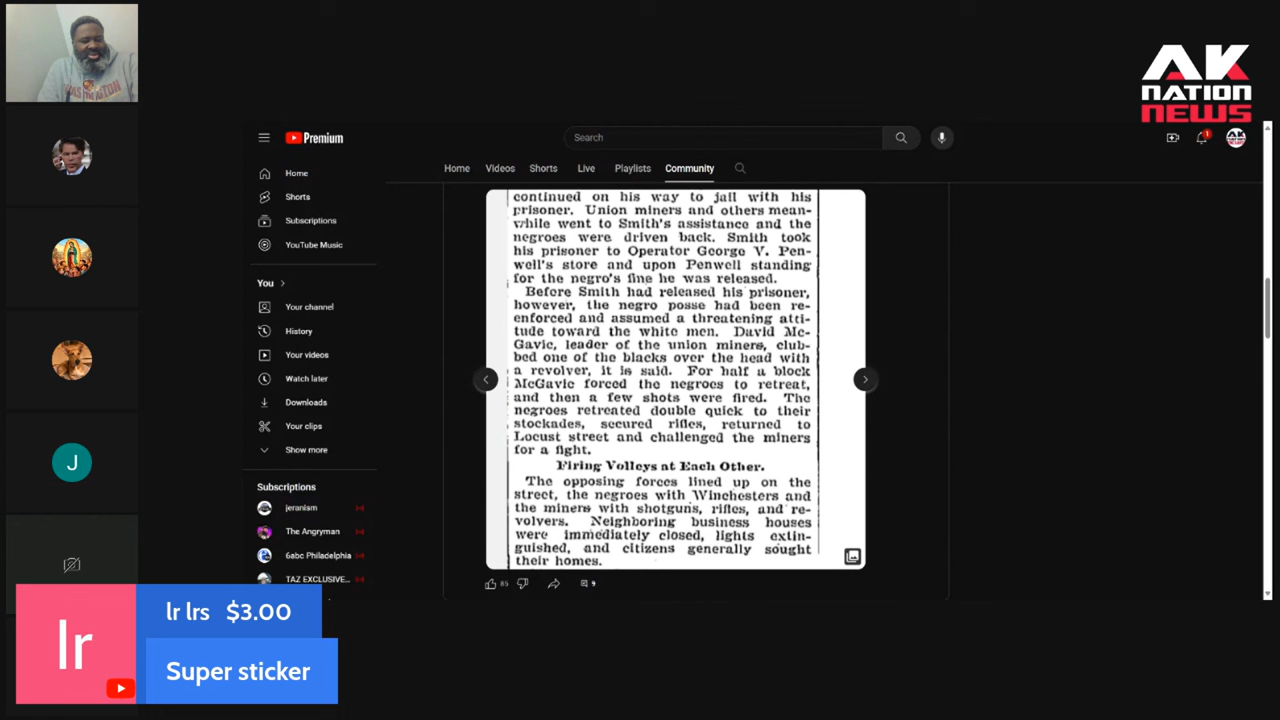 WASHINGTON
AK
NATION
NEWS
Premium
Search
1
Home
Videos
Shorts
Live
Playlists
Community
Home
Shorts
Subscriptions
YouTube Music
You
Your channel
History
Your videos
Watch later
Downloads
Your clips
Show more
Subscriptions
jeranism
The Angryman
6abc Philadelphia
TAZ EXCLUSIVE...
continued on his way to jail with his
prisoner. Union miners and others mean-
while went to Smith's assistance and the
negroes were driven back. Smith took
his prisoner to Operator George V. Pen-
well's store and upon Penwell standing
for the negro's fine he was released.
Before Smith had released his prisoner,
however, the negro posse had been re-
enforced and assumed a threatening atti-
tude toward the white men. David Mc-
Gavic, leader of the union miners, club-
bed one of the blacks over the head with
a revolver, it is said. For half a block
McGavic forced the negroes to retreat,
and then a few shots were fired. The
negroes retreated double quick to their
stockades, secured rifles, returned to
Locust street and challenged the miners
for a fight.
Firing Volleys at Each Other.
The opposing forces lined up on the
street, the negroes with Winchesters and
the miners with shotguns, rifles, and re-
volvers. Neighboring business houses
were immediately closed, lights extin-
guished, and citizens generally sought
their homes.
85
9
J
lr
lr lrs $3.00
Super sticker